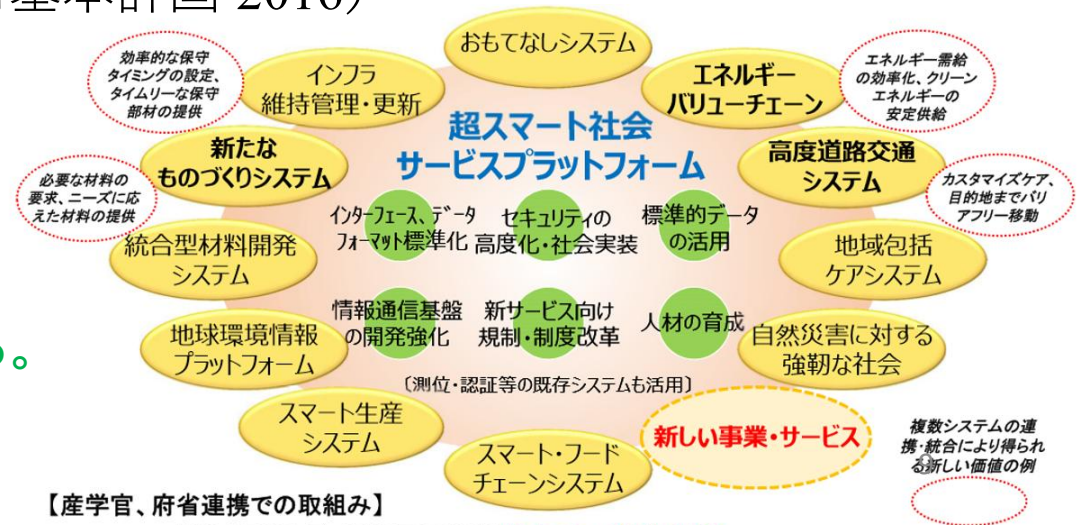 基本計画 2016)
おもてなしシステム
効率的な保守
タイミングの設定、
タイムリーな保守
部材の提供
インフラ
維持管理・更新
エネルギー
バリューチェーン
エネルギー需給
の効率化、クリーン
エネルギーの
安定供給
超スマート社会
サービスプラットフォーム
新たな
ものづくりシステム
高度道路交通
システム
必要な材料の
要求、ニーズに応
えた材料の提供
カスタマイズケア、
目的地までバリ
アフリー移動
インターフェース、データ
フォーマット標準化
セキュリティの
高度化・社会実装
標準的データ
の活用
統合型材料開発
システム
地域包括
ケアシステム
情報通信基盤
の開発強化
新サービス向け
規制・制度改革
人材の育成
地球環境情報
プラットフォーム
自然災害に対する
強靭な社会
。
〔測位・認証等の既存システムも活用〕
スマート生産
システム
新しい事業・サービス
スマート・フード
チェーンシステム
複数システムの連
携・統合により得られ
る新しい価値の例
【産学官、府省連携での取組み】